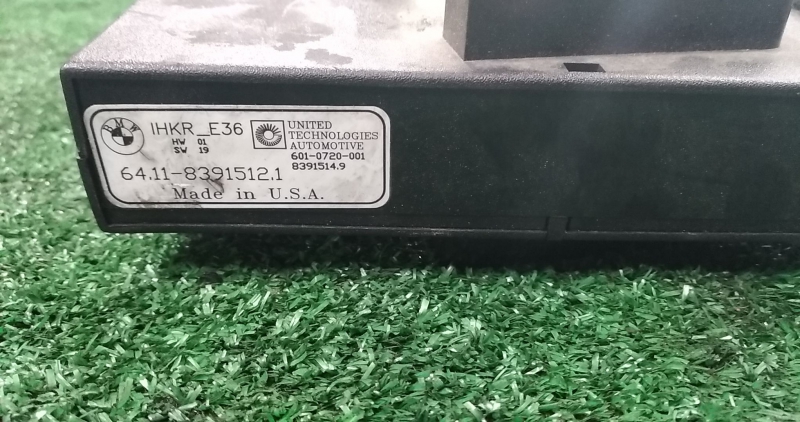 BMW
IHKR_E36
HW 01
SW 19
UNITED
TECHNOLOGIES
AUTOMOTIVE
601-0720-001
8391514.9
64.11-8391512.1
Made in U.S.A.